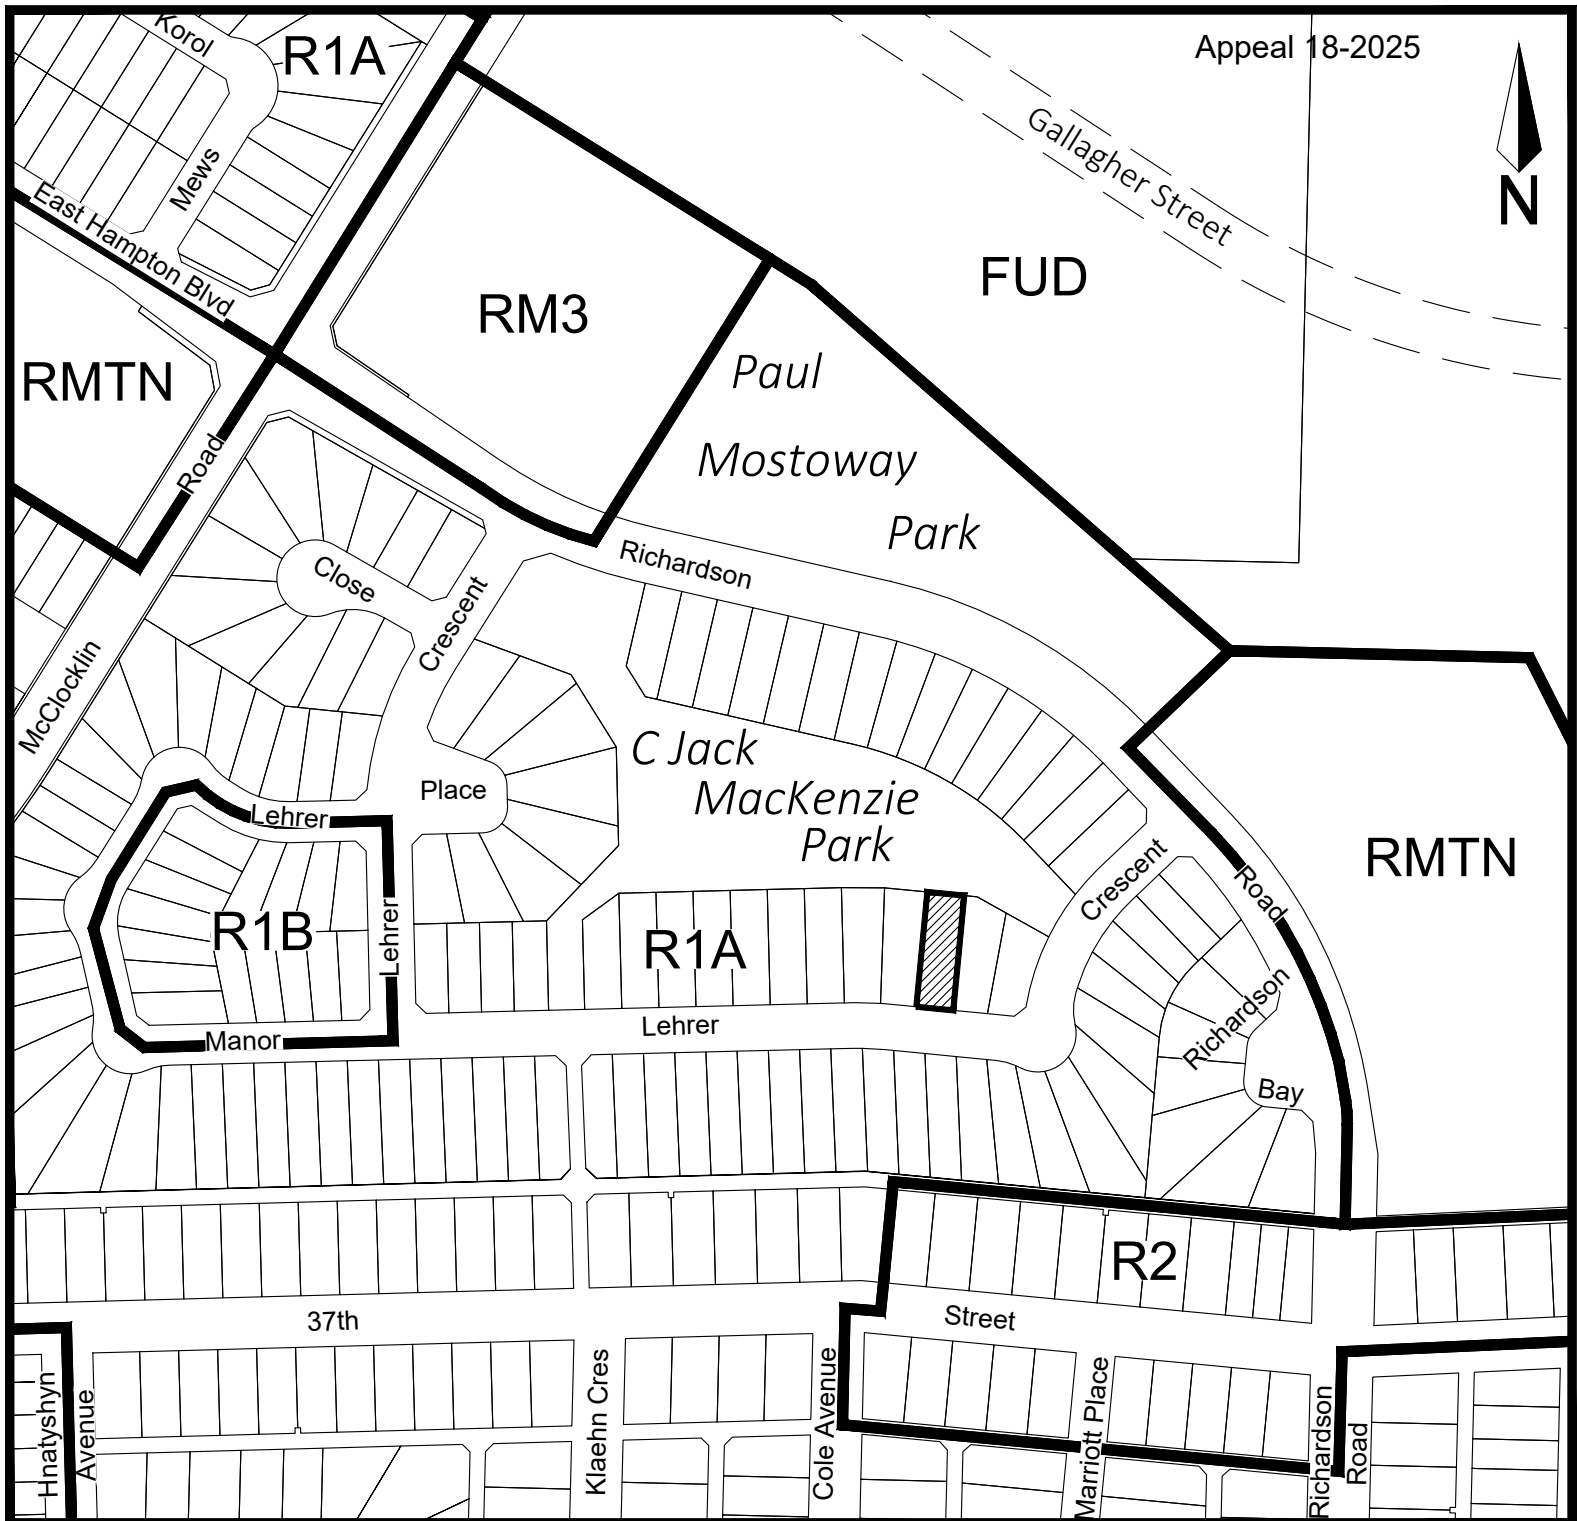 Korol
R1A
Appeal 18-2025
Gallagher Street
Mews
N
East Hampton Blvd
FUD
RM3
RMTN
Paul
Mostoway
Park
Road
Richardson
Close
Crescent
McClocklin
C Jack
MacKenzie
Park
Place
Lehrer
RMTN
Crescent
Road
R1B
Lehrer
R1A
Richardson
Lehrer
Manor
Bay
R2
37th
Street
Hnatyshyn
Avenue
Klaehn Cres
Cole Avenue
Marriott Place
Richardson
Road